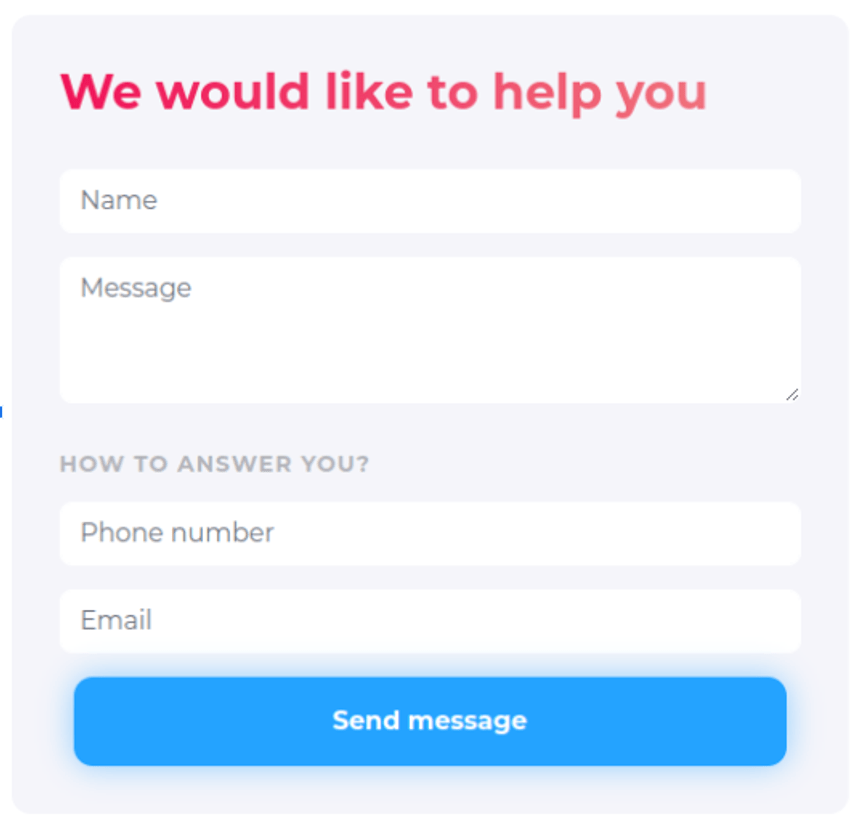 We would like to help you
Name
Message
HOW TO ANSWER YOU?
Phone number
Email
Send message